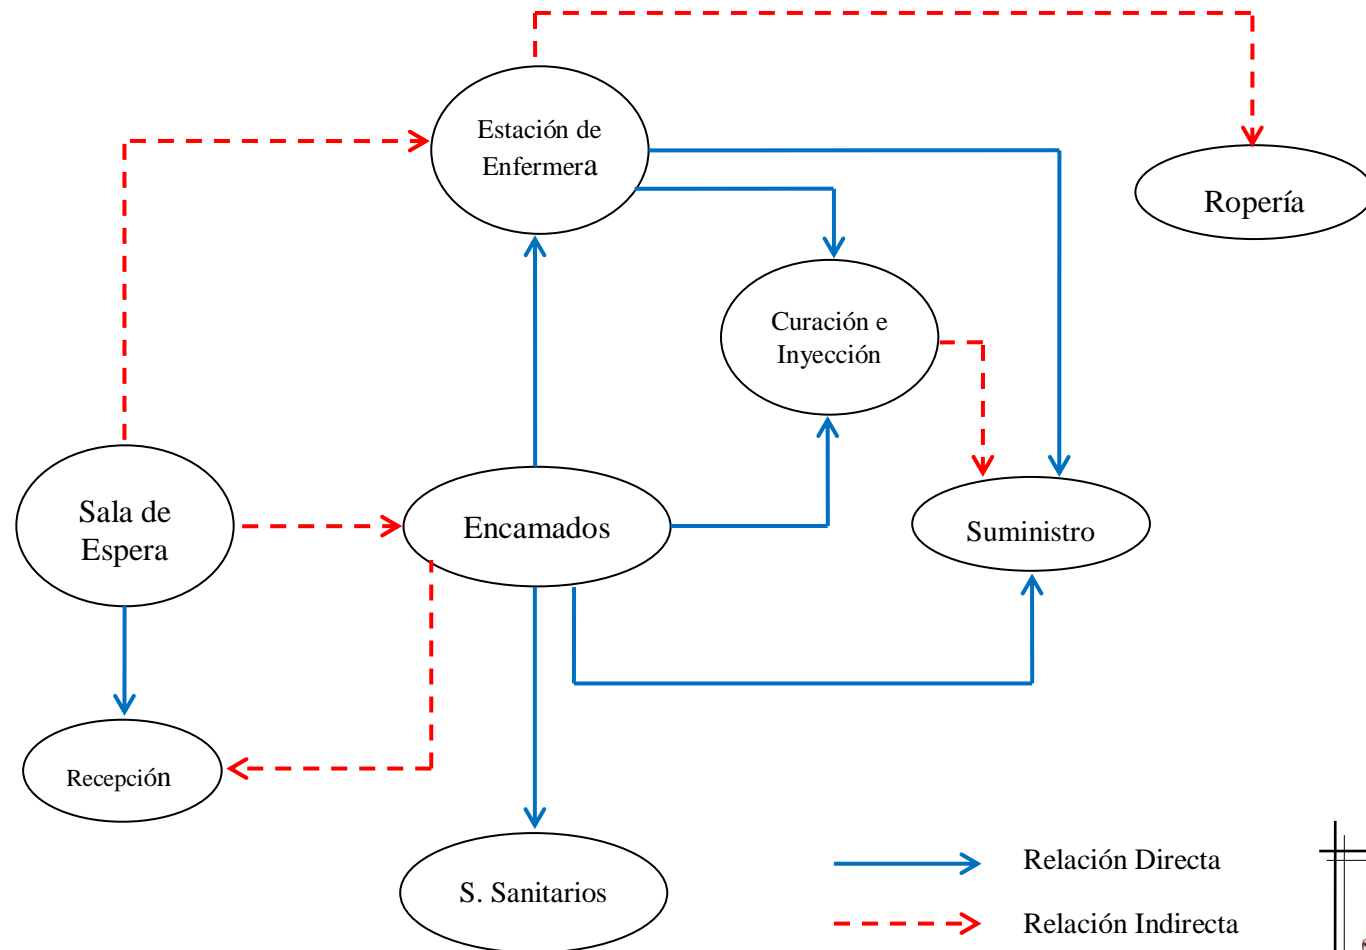 Estación de
Enfermera
Ropería
Curación e
Inyección
Sala de
Espera
Encamados
Suministro
Recepción
S. Sanitarios
Relación Directa
Relación Indirecta